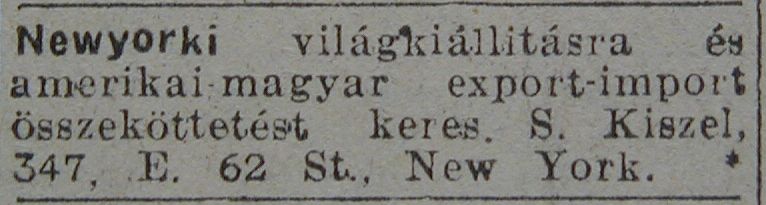 Newyorki világkiállitásra és
amerikai-magyar export-import
összeköttetést keres. S. Kiszel,
347, E. 62 St., New York. *